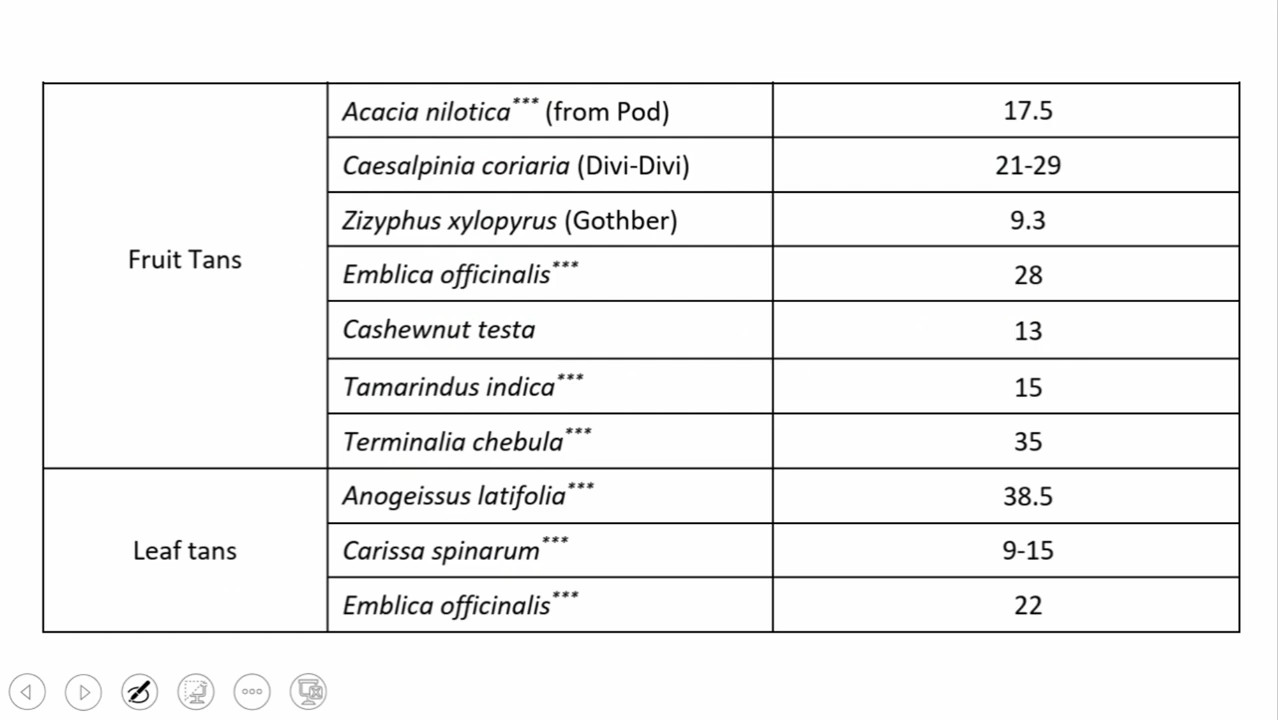 Fruit Tans
Acacia nilotica*** (from Pod) 17.5
Caesalpinia coriaria (Divi-Divi) 21-29
Zizyphus xylopyrus (Gothber) 9.3
Emblica officinalis*** 28
Cashewnut testa 13
Tamarindus indica*** 15
Terminalia chebula*** 35
Leaf tans
Anogeissus latifolia*** 38.5
Carissa spinarum*** 9-15
Emblica officinalis*** 22